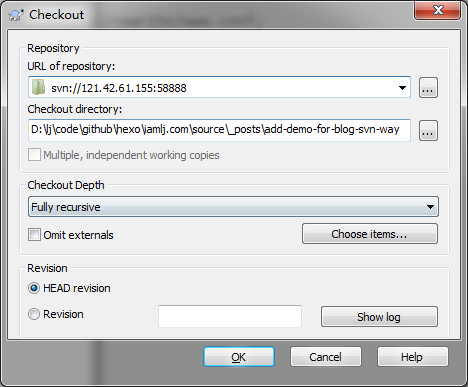 Checkout
Repository
URL of repository:
svn://121.42.61.155:58888
...
Checkout directory:
D:\lj\code\github\hexo\iamlj.com\source\_posts\add-demo-for-blog-svn-way
...
Multiple, independent working copies
Checkout Depth
Fully recursive
Omit externals
Choose items...
Revision
HEAD revision
Revision
Show log
OK
Cancel
Help